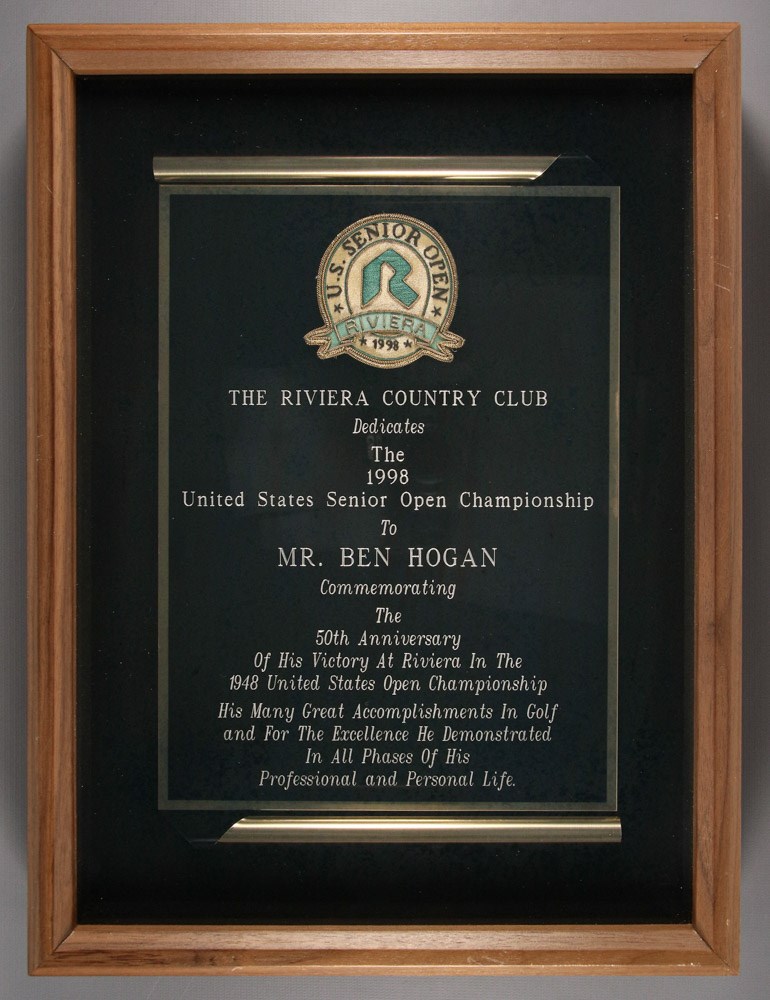 U.S. SENIOR OPEN
R
RIVIERA
1998
THE RIVIERA COUNTRY CLUB
Dedicates
The
1998
United States Senior Open Championship
To
MR. BEN HOGAN
Commemorating
The
50th Anniversary
Of His Victory At Riviera In The
1948 United States Open Championship
His Many Great Accomplishments In Golf
and For The Excellence He Demonstrated
In All Phases Of His
Professional and Personal Life.